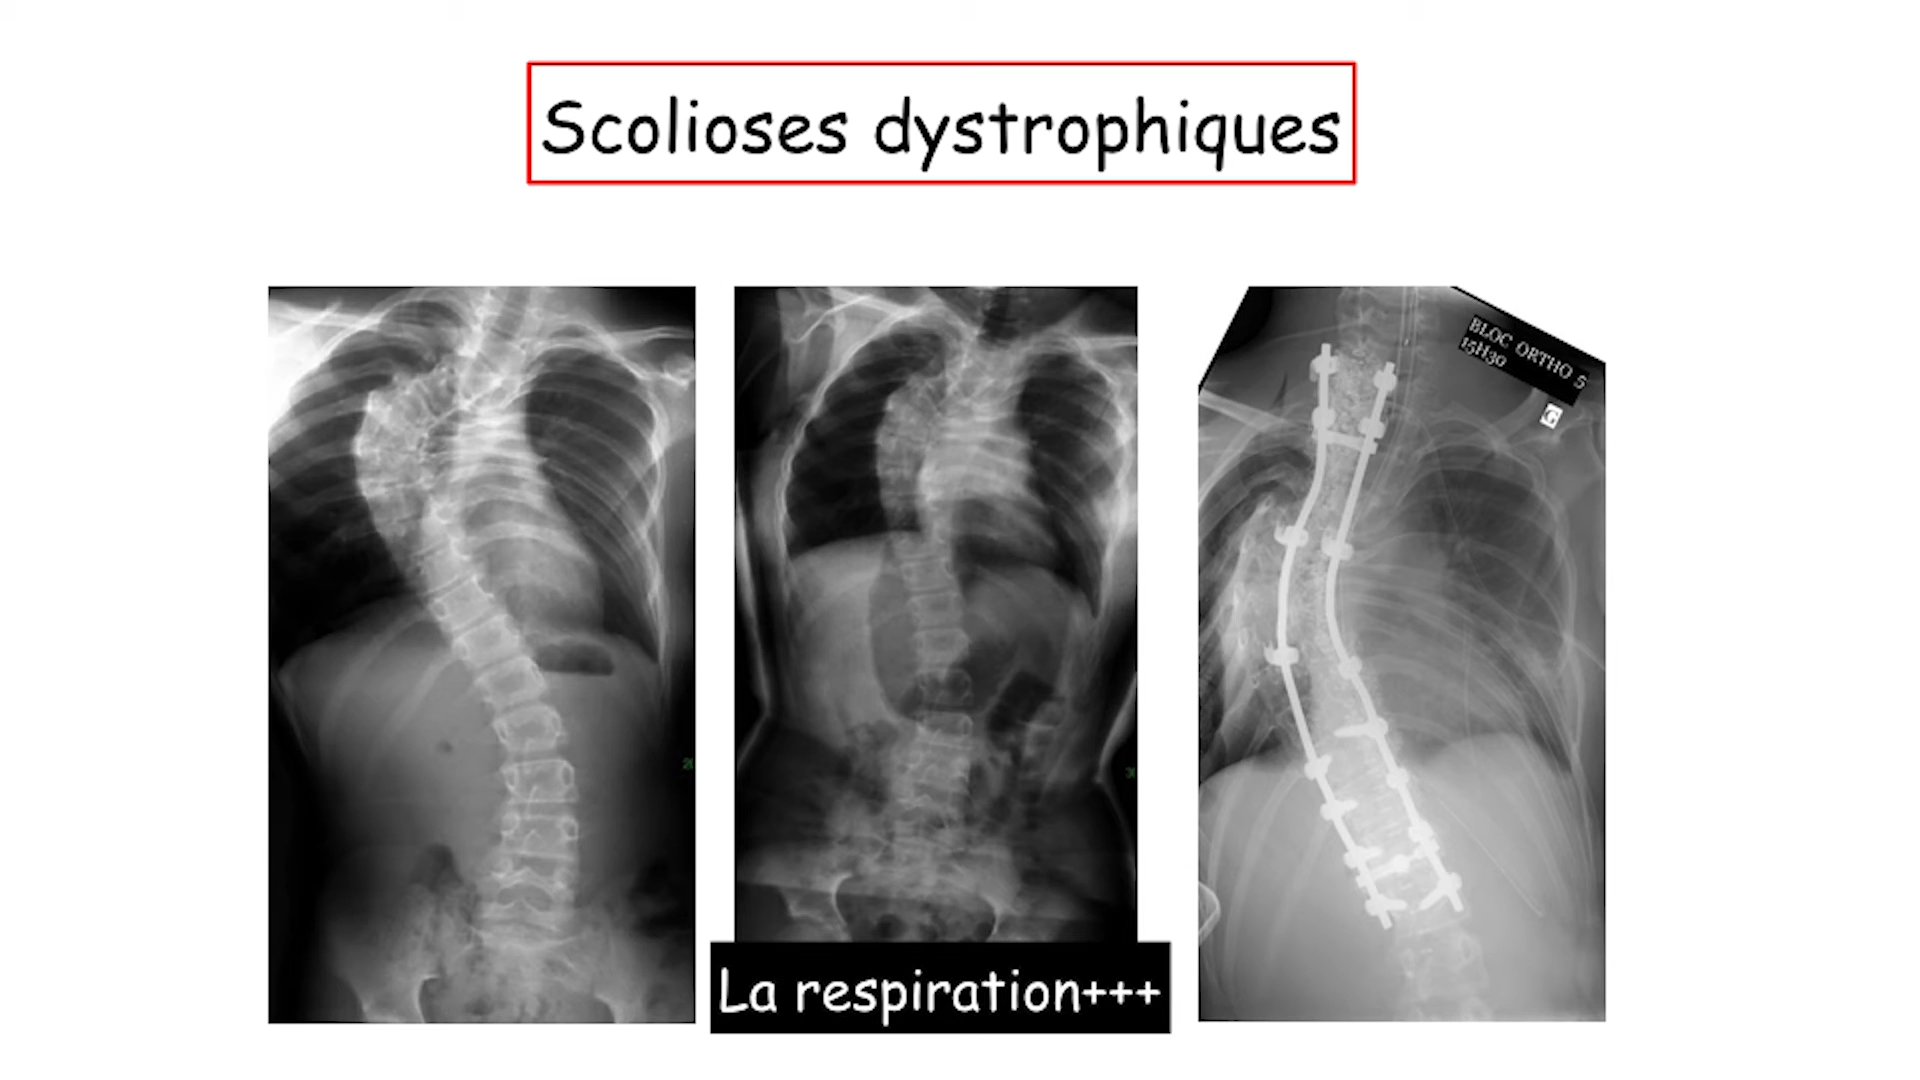 Scolioses dystrophiques
BLOC ORTHO 5
15H30
G
La respiration+++